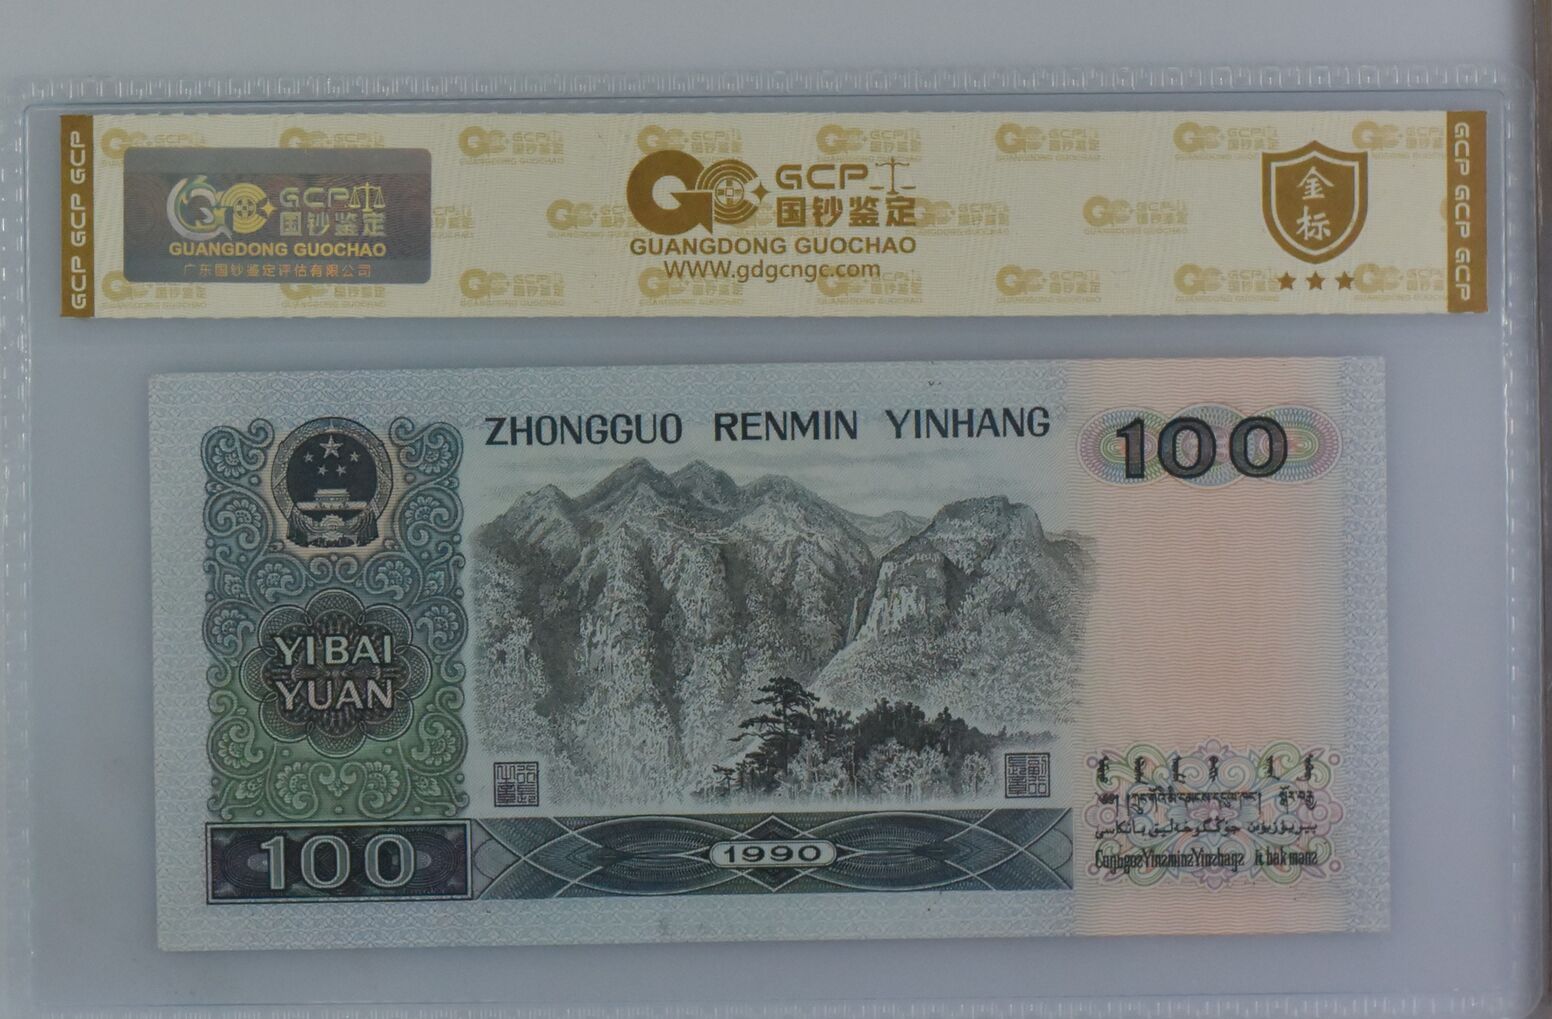 GCP GCP GCP
GCP
国钞鉴定
GUANGDONG GUOCHAO
广东国钞鉴定评估有限公司
GCP
国钞鉴定
GUANGDONG GUOCHAO
WWW.gdgcngc.com
金
标
GCP GCP GCP
ZHONGGUO RENMIN YINHANG
100
YIBAI
YUAN
100
1990